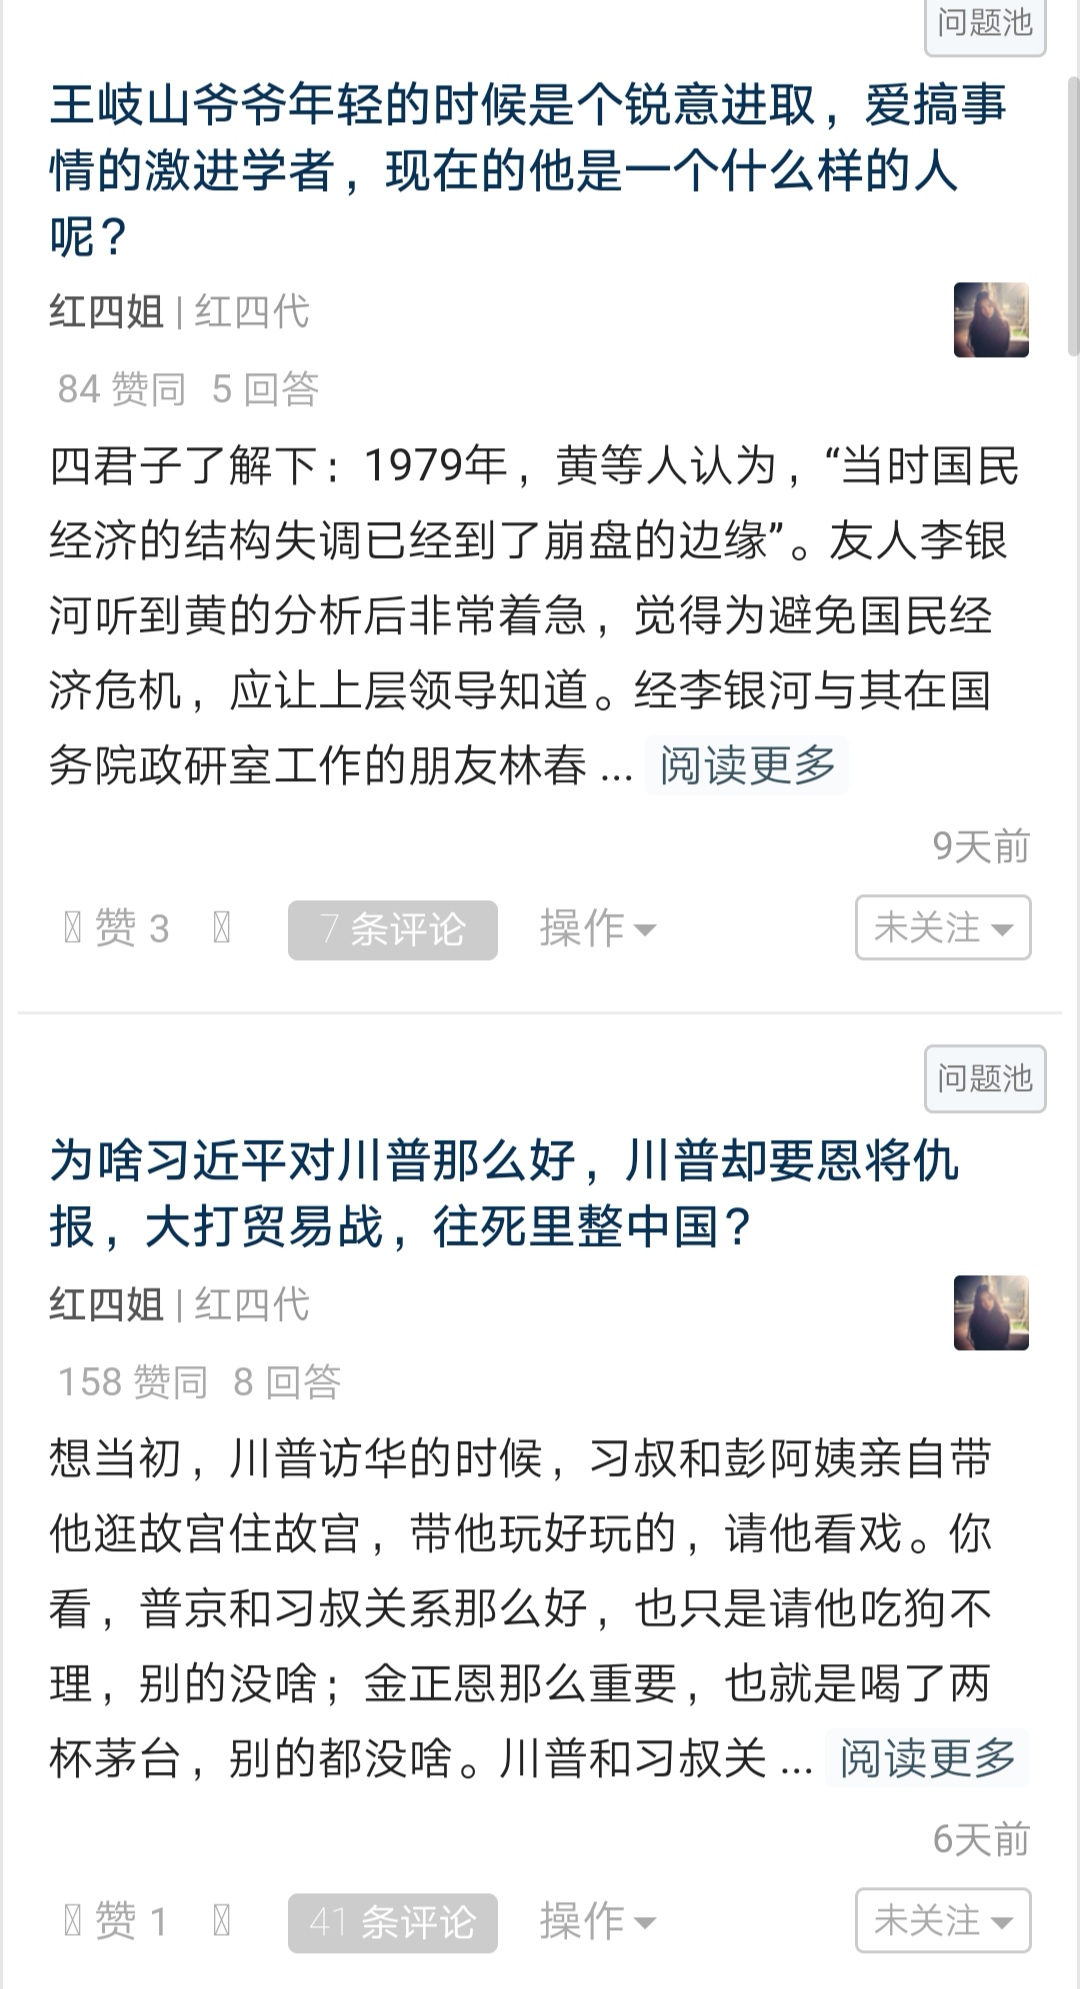 问题池
王岐山爷爷年轻的时候是个锐意进取，爱搞事
情的激进学者，现在的他是一个什么样的人
呢？
红四姐 | 红四代
84 赞同 5 回答
四君子了解下：1979年，黄等人认为，“当时国民
经济的结构失调已经到了崩盘的边缘”。友人李银
河听到黄的分析后非常着急，觉得为避免国民经
济危机，应让上层领导知道。经李银河与其在国
务院政研室工作的朋友林春 ... 阅读更多
9天前
赞 3 7 条评论 操作 未关注
问题池
为啥习近平对川普那么好，川普却要恩将仇
报，大打贸易战，往死里整中国？
红四姐 | 红四代
158 赞同 8 回答
想当初，川普访华的时候，习叔和彭阿姨亲自带
他逛故宫住故宫，带他玩好玩的，请他看戏。你
看，普京和习叔关系那么好，也只是请他吃狗不
理，别的没啥；金正恩那么重要，也就是喝了两
杯茅台，别的都没啥。川普和习叔关 ... 阅读更多
6天前
赞 1 41 条评论 操作 未关注